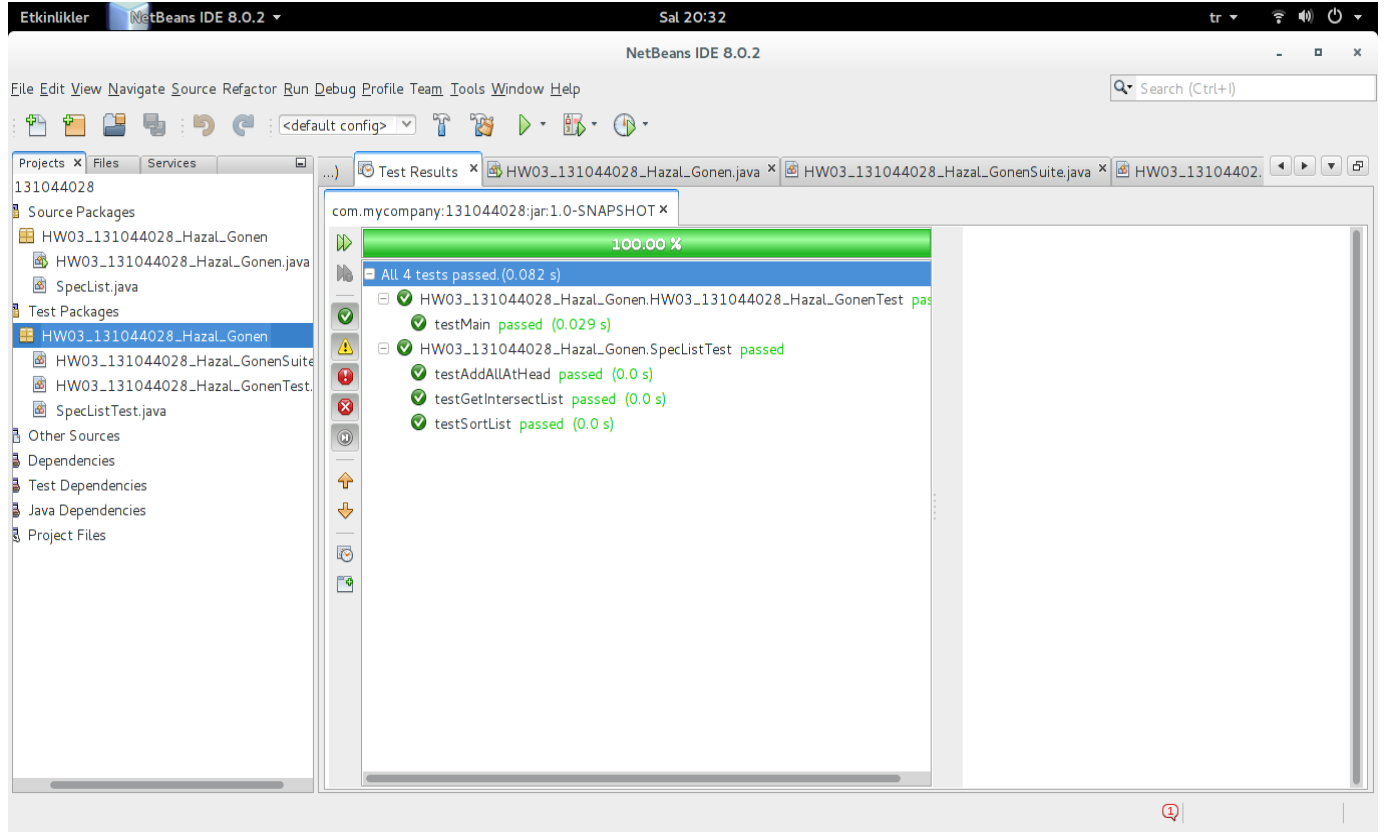 Etkinlikler NetBeans IDE 8.0.2 Sal 20:32 tr
NetBeans IDE 8.0.2
File Edit View Navigate Source Refactor Run Debug Profile Team Tools Window Help Search (Ctrl+I)
<default config>
Projects Files Services
131044028
Source Packages
HW03_131044028_Hazal_Gonen
HW03_131044028_Hazal_Gonen.java
SpecList.java
Test Packages
HW03_131044028_Hazal_Gonen
HW03_131044028_Hazal_GonenSuite
HW03_131044028_Hazal_GonenTest.
SpecListTest.java
Other Sources
Dependencies
Test Dependencies
Java Dependencies
Project Files
...) Test Results HW03_131044028_Hazal_Gonen.java HW03_131044028_Hazal_GonenSuite.java HW03_13104402.
com.mycompany:131044028:jar:1.0-SNAPSHOT
100.00 %
All 4 tests passed.(0.082 s)
HW03_131044028_Hazal_Gonen.HW03_131044028_Hazal_GonenTest pas
testMain passed (0.029 s)
HW03_131044028_Hazal_Gonen.SpecListTest passed
testAddAllAtHead passed (0.0 s)
testGetIntersectList passed (0.0 s)
testSortList passed (0.0 s)
1